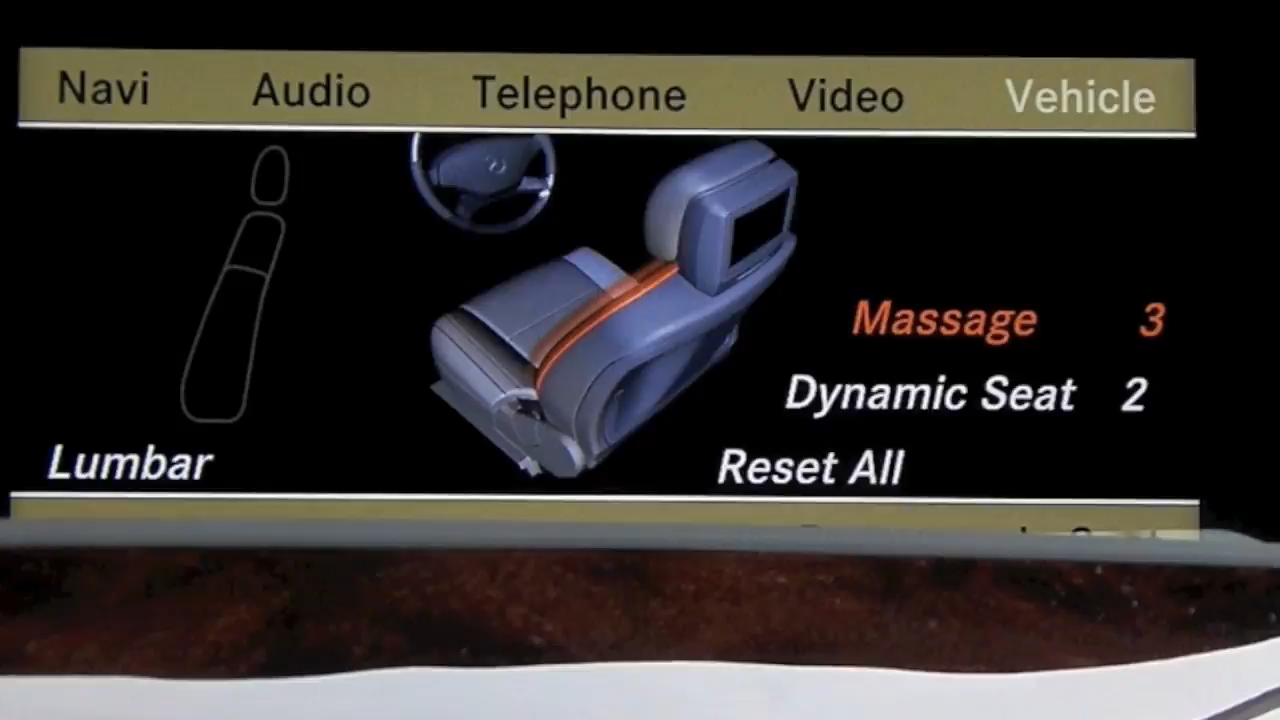 Navi Audio Telephone Video Vehicle
Massage 3
Dynamic Seat 2
Lumbar Reset All